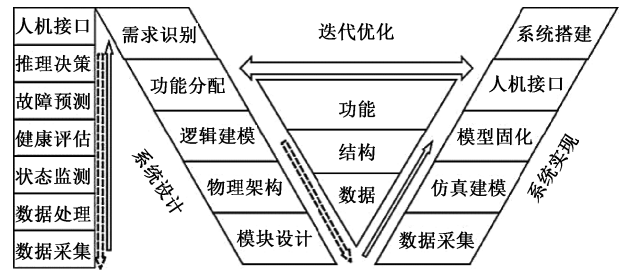 人机接口
推理决策
故障预测
健康评估
状态监测
数据处理
数据采集
需求识别
功能分配
逻辑建模
物理架构
模块设计
系统设计
迭代优化
功能
结构
数据
系统搭建
人机接口
模型固化
仿真建模
数据采集
系统实现